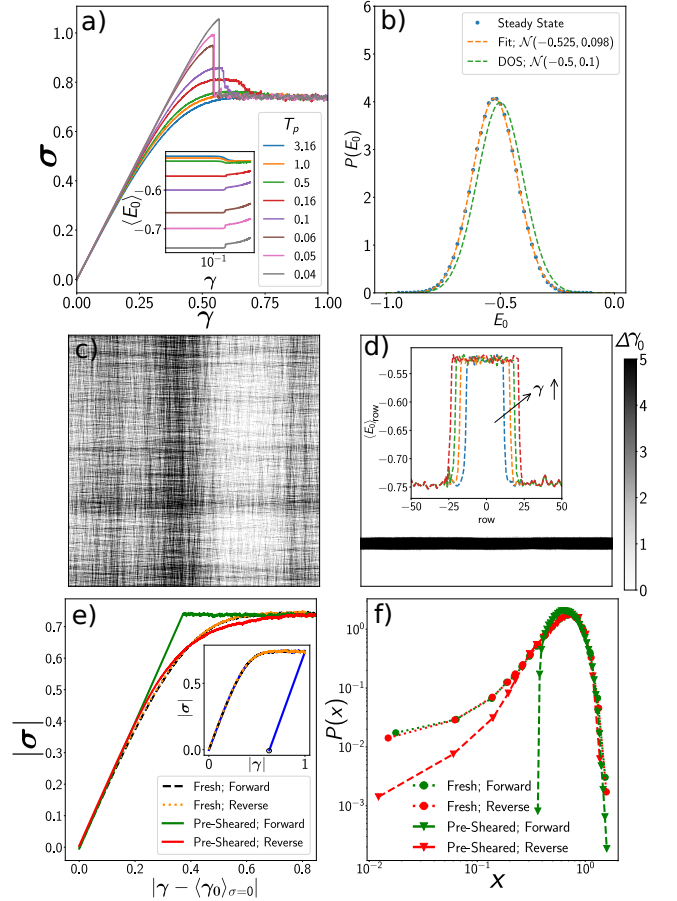 a)
σ
1.0
0.8
0.6
0.4
0.2
0.0
0.00 0.25 0.50 0.75 1.00
γ
T_p
3.16
1.0
0.5
0.16
0.1
0.06
0.05
0.04
⟨E_0⟩
−0.6
−0.7
10^{-1}
γ
b)
P(E_0)
6
5
4
3
2
1
0
−1.0 −0.5 0.0
E_0
Steady State
Fit; 𝒩(−0.525, 0.098)
DOS; 𝒩(−0.5, 0.1)
c)
d)
⟨E_0⟩_row
−0.55
−0.60
−0.65
−0.70
−0.75
−50 −25 0 25 50
row
γ ↑
Δγ_0
5
4
3
2
1
0
e)
|σ|
0.7
0.6
0.5
0.4
0.3
0.2
0.1
0.0
0.0 0.2 0.4 0.6 0.8
|γ − ⟨γ_0⟩_{σ=0}|
|σ|
0.5
0.0
0 1
|γ|
Fresh; Forward
Fresh; Reverse
Pre-Sheared; Forward
Pre-Sheared; Reverse
f)
P(x)
10^0
10^{-1}
10^{-2}
10^{-3}
10^{-2} 10^{-1} 10^0
x
Fresh; Forward
Fresh; Reverse
Pre-Sheared; Forward
Pre-Sheared; Reverse